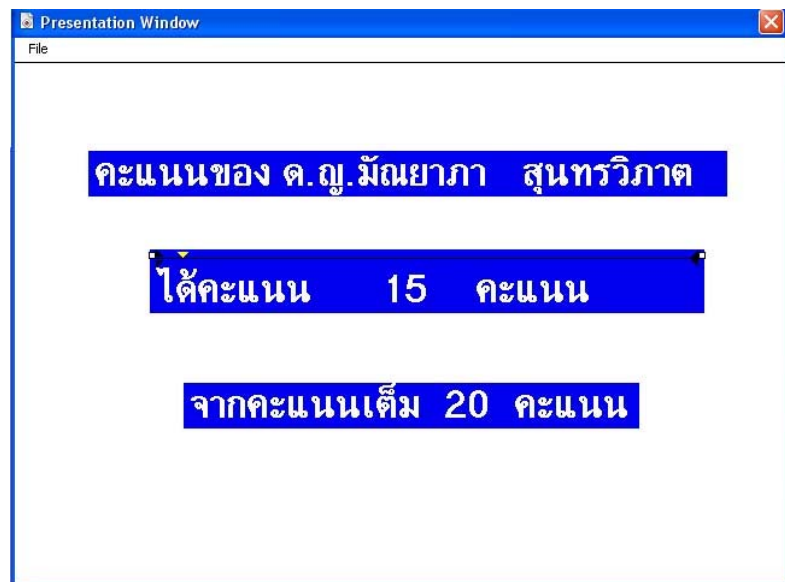 Presentation Window
File
คะแนนของ ด.ญ.มัณยาภา สุนทรวิภาต
ได้คะแนน 15 คะแนน
จากคะแนนเต็ม 20 คะแนน